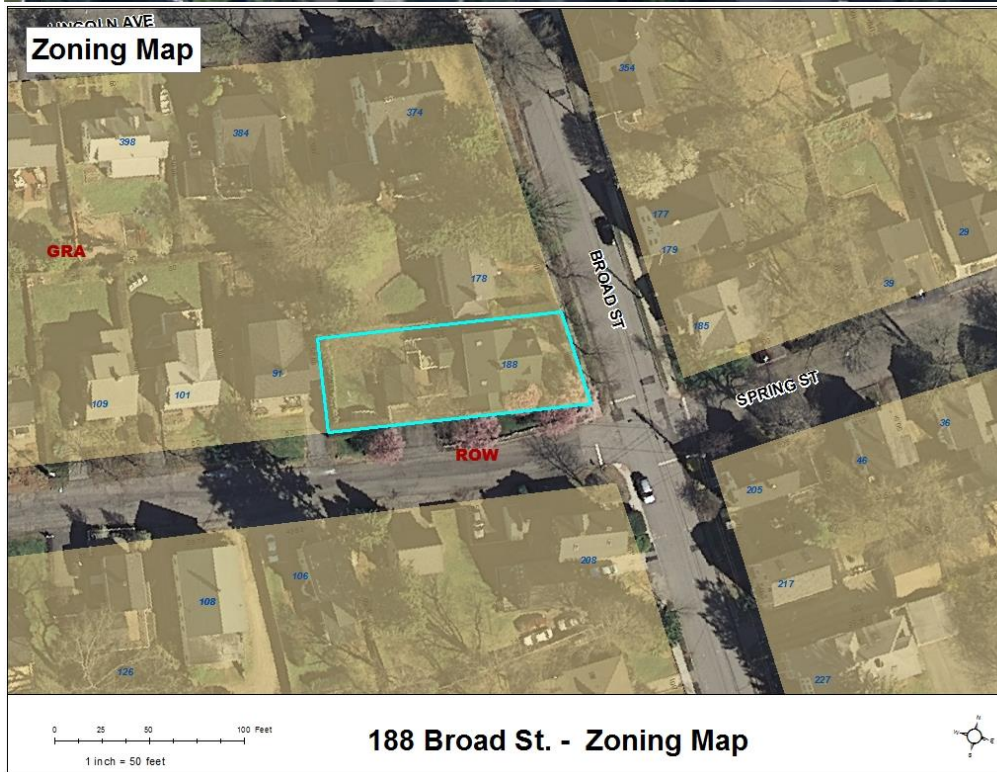 LINCOLN AVE
Zoning Map
354
398
384
374
177
179
29
GRA
BROAD ST
178
39
185
188
91
101
109
SPRING ST
36
ROW
46
205
208
217
106
108
126
227
0 25 50 100 Feet
1 inch = 50 feet
188 Broad St. - Zoning Map
N
W
E
S